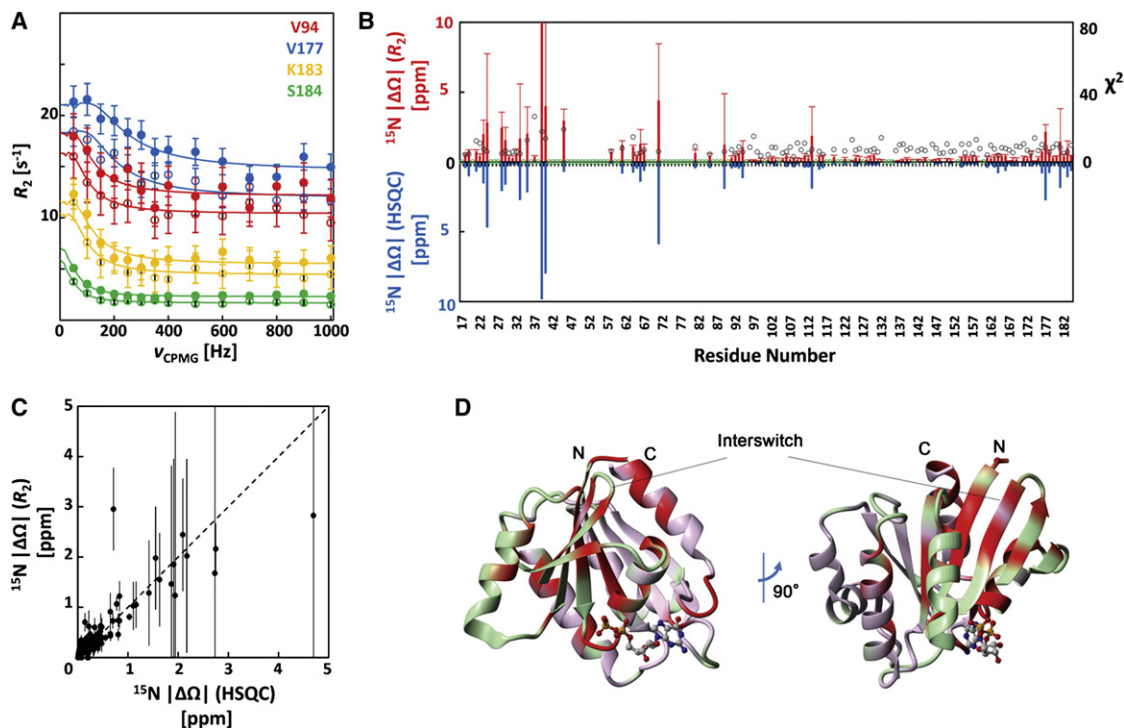 A
V94
V177
K183
S184
20
10
R2 [s-1]
0 200 400 600 800 1000
νCPMG [Hz]
B
10
5
0
5
10
15N |ΔΩ| (R2)
[ppm]
15N |ΔΩ| (HSQC)
[ppm]
80
40
0
χ2
17 22 27 32 37 42 47 52 57 62 67 72 77 82 87 92 97 102 107 112 117 122 127 132 137 142 147 152 157 162 167 172 177 182
Residue Number
C
5
4
3
2
1
15N |ΔΩ| (R2)
[ppm]
0 1 2 3 4 5
15N |ΔΩ| (HSQC)
[ppm]
D
Interswitch
N C
C N
90°